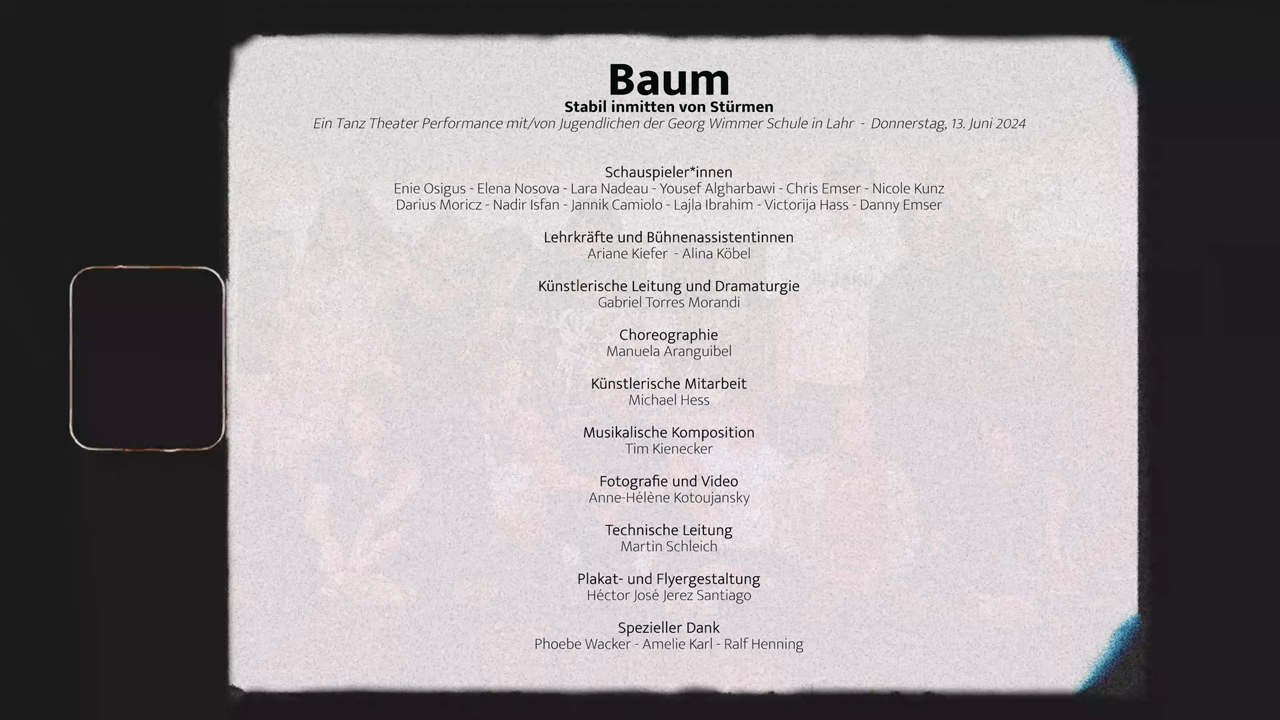 Baum
Stabil inmitten von Stürmen
Ein Tanz Theater Performance mit/von Jugendlichen der Georg Wimmer Schule in Lahr - Donnerstag, 13. Juni 2024
Schauspieler*innen
Enie Osigus - Elena Nosova - Lara Nadeau - Yousef Algharbawi - Chris Emser - Nicole Kunz
Darius Moricz - Nadir Isfan - Jannik Camiolo - Lajla Ibrahim - Victorija Hass - Danny Emser
Lehrkräfte und Bühnenassistentinnen
Ariane Kiefer - Alina Köbel
Künstlerische Leitung und Dramaturgie
Gabriel Torres Morandi
Choreographie
Manuela Aranguibel
Künstlerische Mitarbeit
Michael Hess
Musikalische Komposition
Tim Kienecker
Fotografie und Video
Anne-Hélène Kotoujansky
Technische Leitung
Martin Schleich
Plakat- und Flyergestaltung
Héctor José Jerez Santiago
Spezieller Dank
Phoebe Wacker - Amelie Karl - Ralf Henning